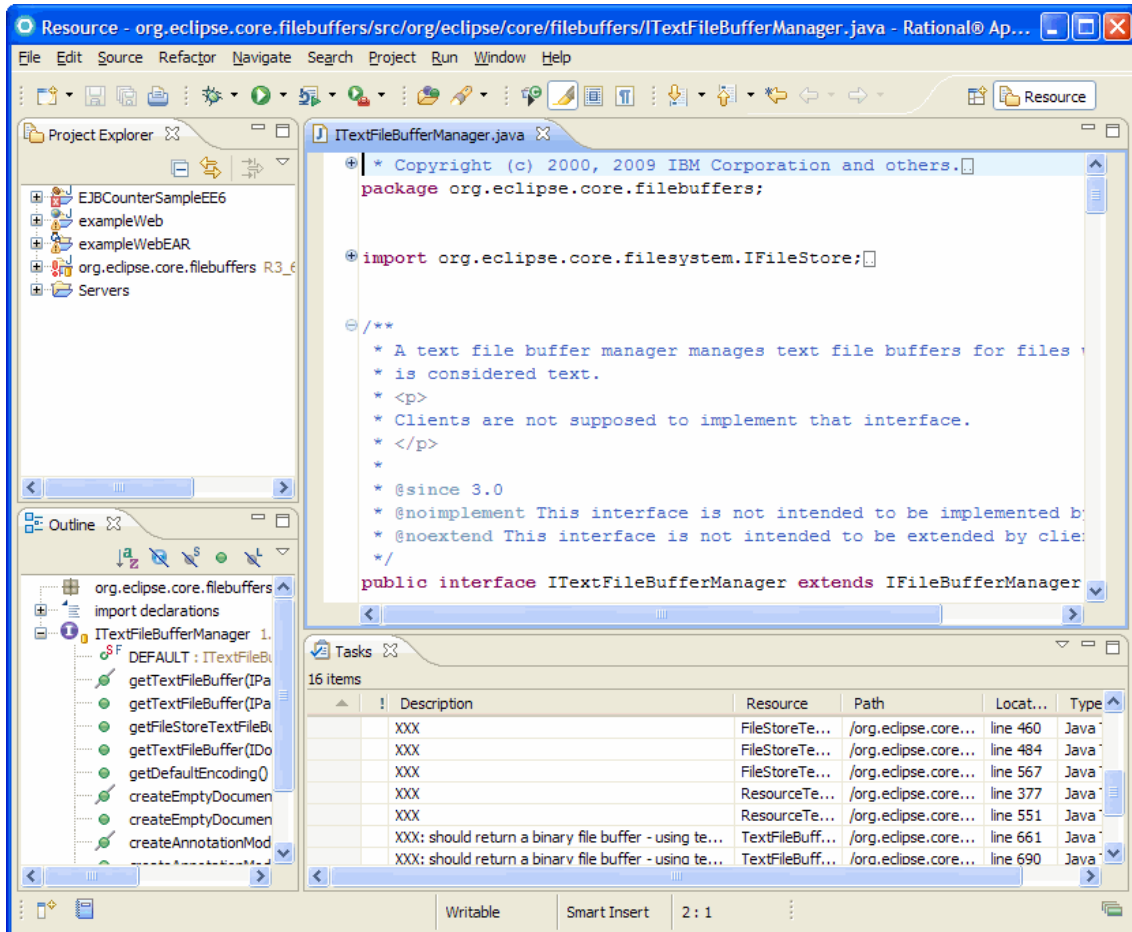 Resource - org.eclipse.core.filebuffers/src/org/eclipse/core/filebuffers/ITextFileBufferManager.java - Rational® Ap...
File Edit Source Refactor Navigate Search Project Run Window Help
Resource
Project Explorer
EJBCounterSampleEE6
exampleWeb
exampleWebEAR
org.eclipse.core.filebuffers R3_6
Servers
ITextFileBufferManager.java
* Copyright (c) 2000, 2009 IBM Corporation and others.
package org.eclipse.core.filebuffers;
import org.eclipse.core.filesystem.IFileStore;
/**
* A text file buffer manager manages text file buffers for files
* is considered text.
* <p>
* Clients are not supposed to implement that interface.
* </p>
*
* @since 3.0
* @noimplement This interface is not intended to be implemented by
* @noextend This interface is not intended to be extended by clie
*/
public interface ITextFileBufferManager extends IFileBufferManager
Outline
org.eclipse.core.filebuffers
import declarations
ITextFileBufferManager 1.
DEFAULT : ITextFileBu
getTextFileBuffer(IPa
getTextFileBuffer(IPa
getFileStoreTextFileBu
getTextFileBuffer(IDo
getDefaultEncoding()
createEmptyDocumen
createEmptyDocumen
createAnnotationMod
createAnnotationMod
Tasks
16 items
! Description Resource Path Locat... Type
XXX FileStoreTe... /org.eclipse.core... line 460 Java T
XXX FileStoreTe... /org.eclipse.core... line 484 Java T
XXX FileStoreTe... /org.eclipse.core... line 567 Java T
XXX ResourceTe... /org.eclipse.core... line 377 Java T
XXX ResourceTe... /org.eclipse.core... line 551 Java T
XXX: should return a binary file buffer - using te... TextFileBuff... /org.eclipse.core... line 661 Java T
XXX: should return a binary file buffer - using te... TextFileBuff... /org.eclipse.core... line 690 Java T
Writable Smart Insert 2 : 1